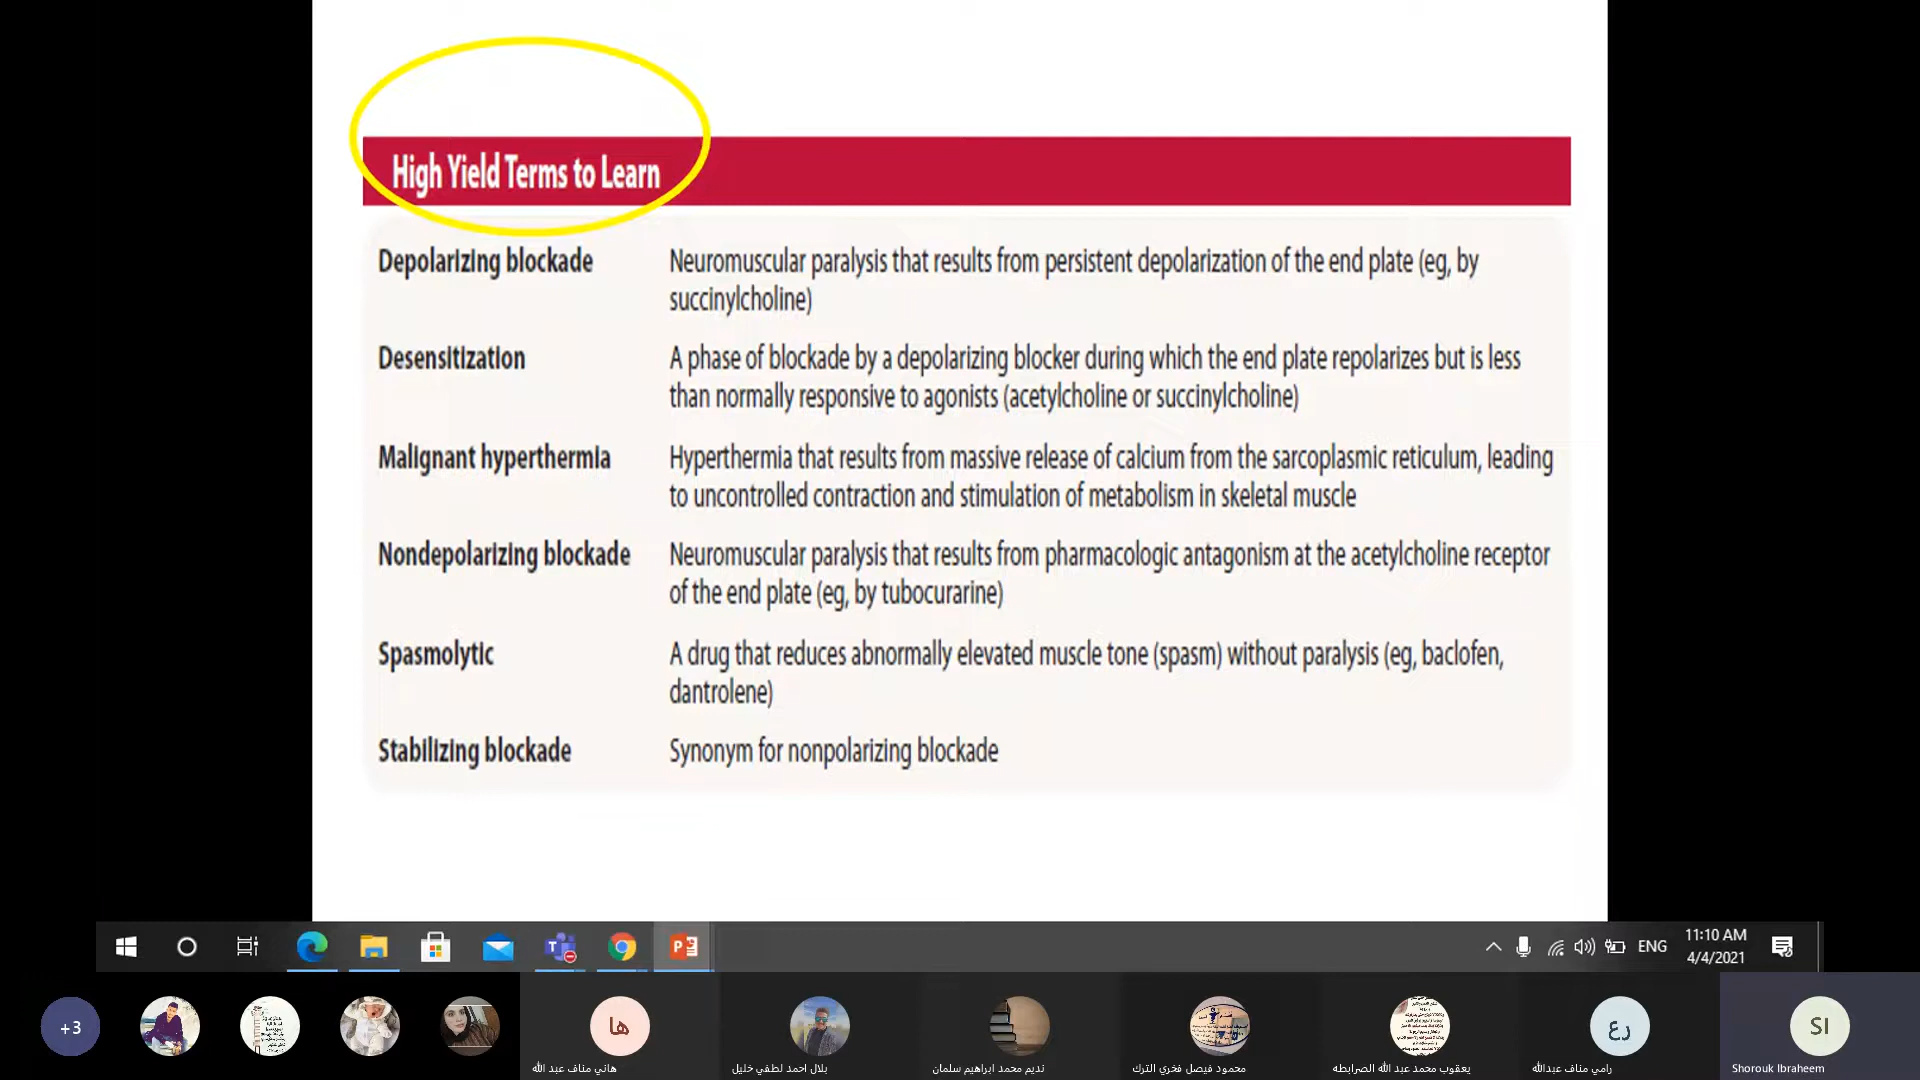 High Yield Terms to Learn
Depolarizing blockade
Neuromuscular paralysis that results from persistent depolarization of the end plate (eg, by
succinylcholine)
Desensitization
A phase of blockade by a depolarizing blocker during which the end plate repolarizes but is less
than normally responsive to agonists (acetylcholine or succinylcholine)
Malignant hyperthermia
Hyperthermia that results from massive release of calcium from the sarcoplasmic reticulum, leading
to uncontrolled contraction and stimulation of metabolism in skeletal muscle
Nondepolarizing blockade
Neuromuscular paralysis that results from pharmacologic antagonism at the acetylcholine receptor
of the end plate (eg, by tubocurarine)
Spasmolytic
A drug that reduces abnormally elevated muscle tone (spasm) without paralysis (eg, baclofen,
dantrolene)
Stabilizing blockade
Synonym for nonpolarizing blockade
ENG
11:10 AM
4/4/2021
+3
ها
رع
SI
هاني مناف عبد الله
بلال احمد لطفي خليل
نديم محمد ابراهيم سلمان
محمود فيصل فخري الترك
يعقوب محمد عبد الله الصرابطه
رامي مناف عبدالله
Shorouk Ibraheem